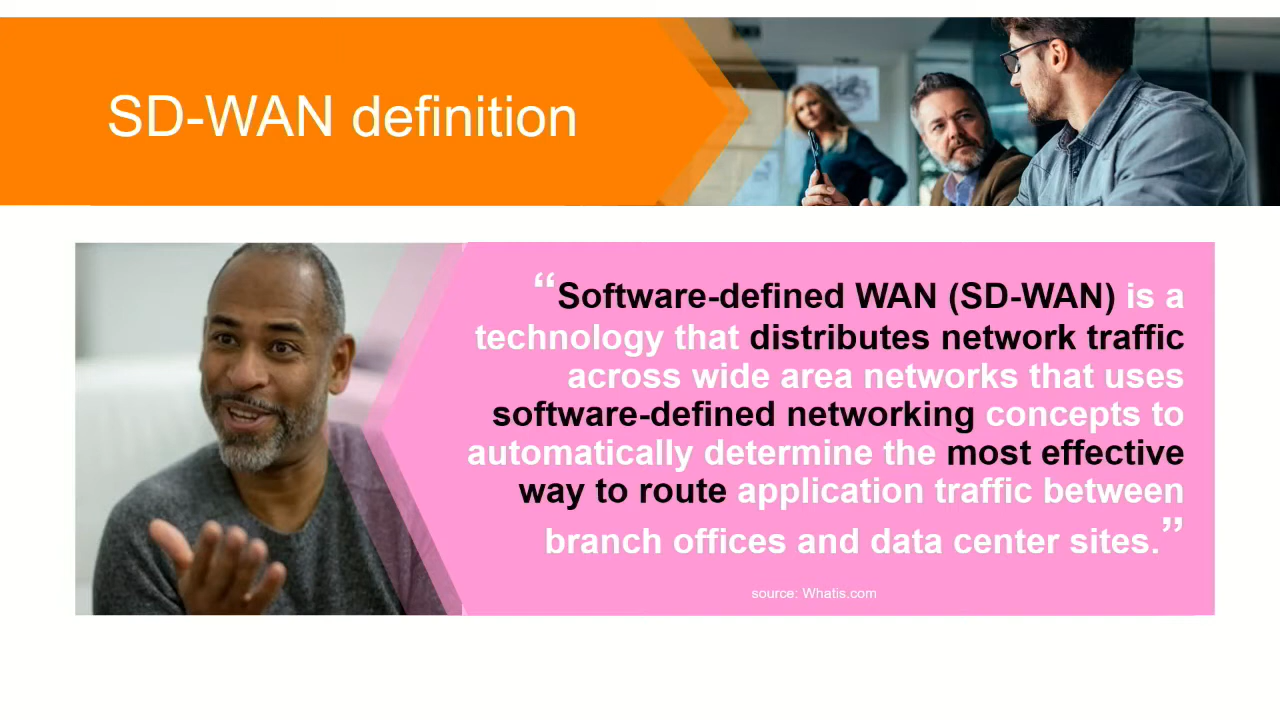 SD-WAN definition
“Software-defined WAN (SD-WAN) is a
technology that distributes network traffic
across wide area networks that uses
software-defined networking concepts to
automatically determine the most effective
way to route application traffic between
branch offices and data center sites.”
source: Whatis.com